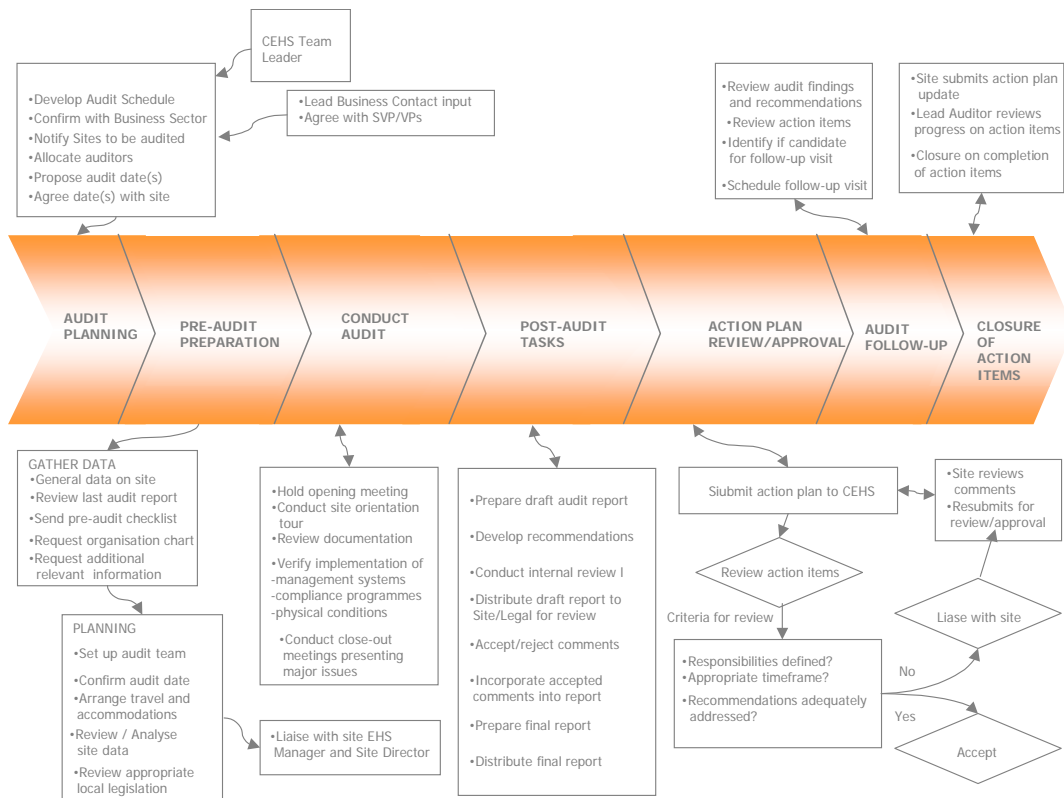 CEHS Team
Leader
•Develop Audit Schedule
•Confirm with Business Sector
•Notify Sites to be audited
•Allocate auditors
•Propose audit date(s)
•Agree date(s) with site
•Lead Business Contact input
•Agree with SVP/VPs
•Review audit findings
and recommendations
•Review action items
•Identify if candidate
for follow-up visit
•Schedule follow-up visit
•Site submits action plan
update
•Lead Auditor reviews
progress on action items
•Closure on completion
of action items
AUDIT
PLANNING
PRE-AUDIT
PREPARATION
CONDUCT
AUDIT
POST-AUDIT
TASKS
ACTION PLAN
REVIEW/APPROVAL
AUDIT
FOLLOW-UP
CLOSURE
OF
ACTION
ITEMS
GATHER DATA
•General data on site
•Review last audit report
•Send pre-audit checklist
•Request organisation chart
•Request additional
relevant information
PLANNING
•Set up audit team
•Confirm audit date
•Arrange travel and
accommodations
•Review / Analyse
site data
•Review appropriate
local legislation
•Liaise with site EHS
Manager and Site Director
•Hold opening meeting
•Conduct site orientation
tour
•Review documentation
•Verify implementation of
-management systems
-compliance programmes
-physical conditions
•Conduct close-out
meetings presenting
major issues
•Prepare draft audit report
•Develop recommendations
•Conduct internal review l
•Distribute draft report to
Site/Legal for review
•Accept/reject comments
•Incorporate accepted
comments into report
•Prepare final report
•Distribute final report
Siubmit action plan to CEHS
Review action items
Criteria for review
•Responsibilities defined?
•Appropriate timeframe?
•Recommendations adequately
addressed?
No
Yes
•Site reviews
comments
•Resubmits for
review/approval
Liase with site
Accept